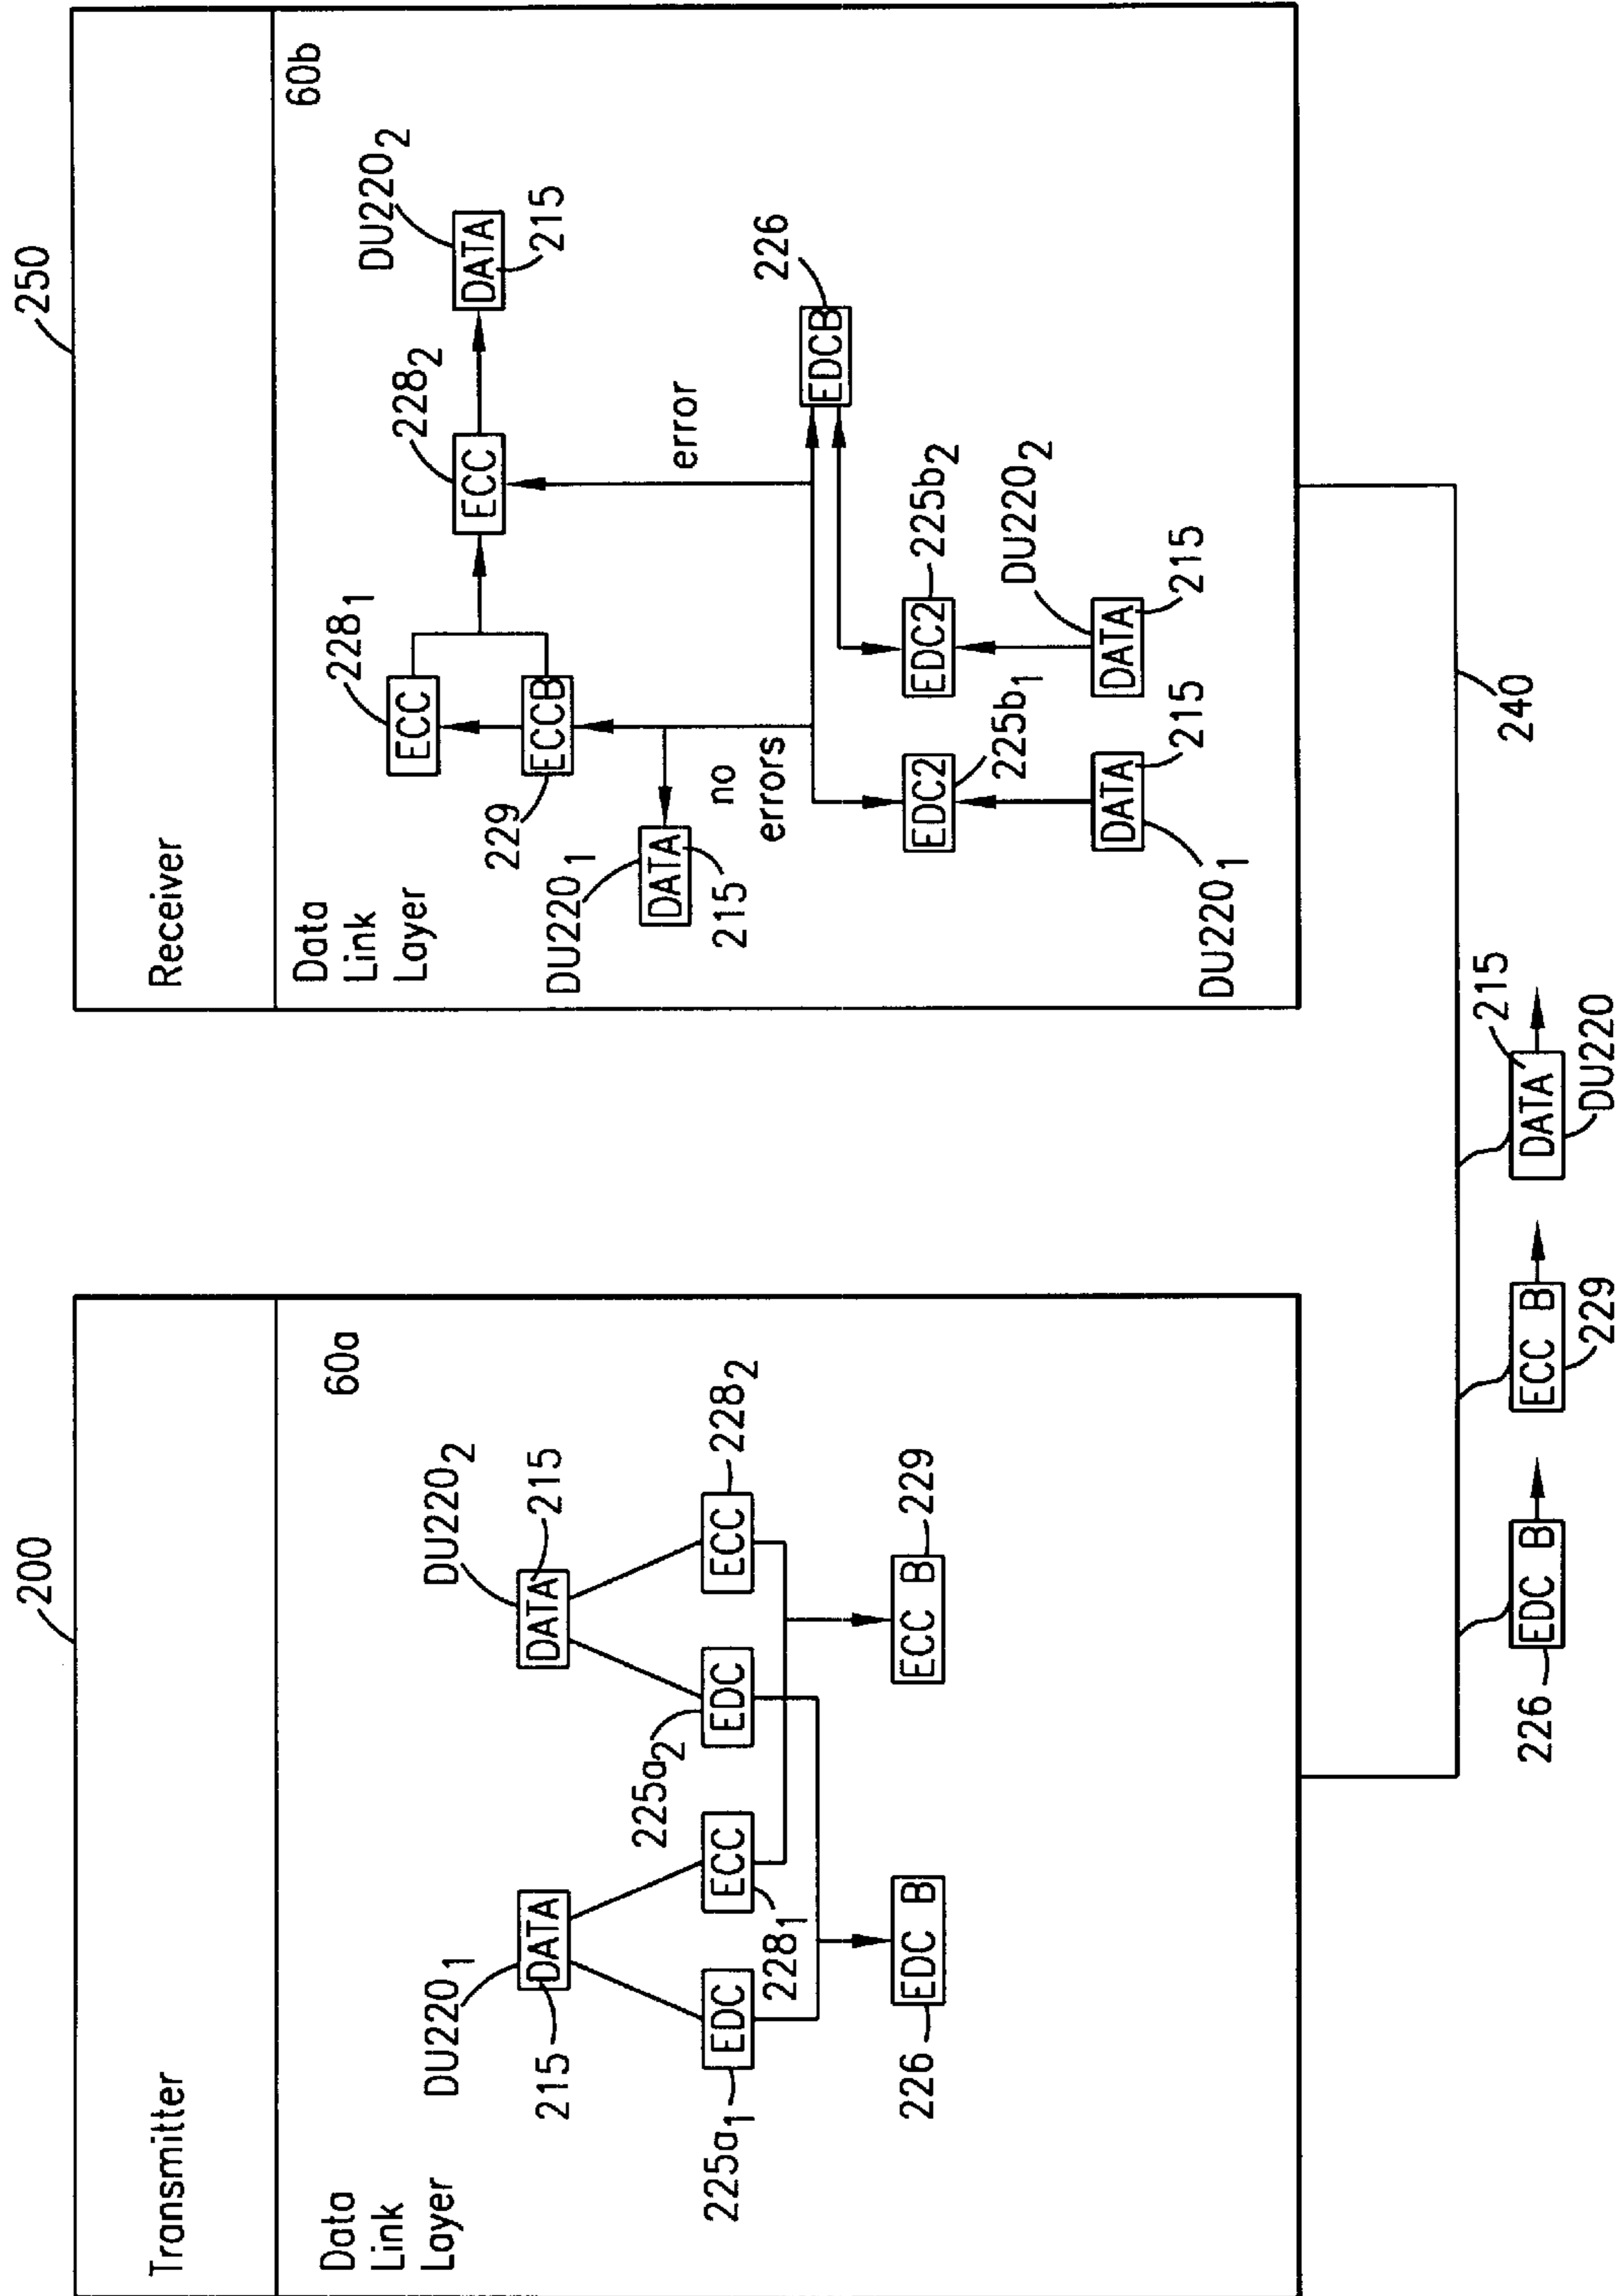 200
Transmitter
Data
Link
Layer
60a
DU220₁
DATA
215
DU220₂
DATA
215
EDC
225a₁
ECC
228₁
EDC
225a₂
ECC
228₂
EDC B
226
ECC B
229
250
Receiver
Data
Link
Layer
60b
ECC
228₁
ECCB
229
ECC
228₂
DATA
DU220₂
215
DU220₁
DATA
215
no
errors
error
EDCB
226
EDC2
225b₁
EDC2
225b₂
DATA
215
DU220₁
DATA
215
DU220₂
240
EDC B
226
ECC B
229
DATA
215
DU220